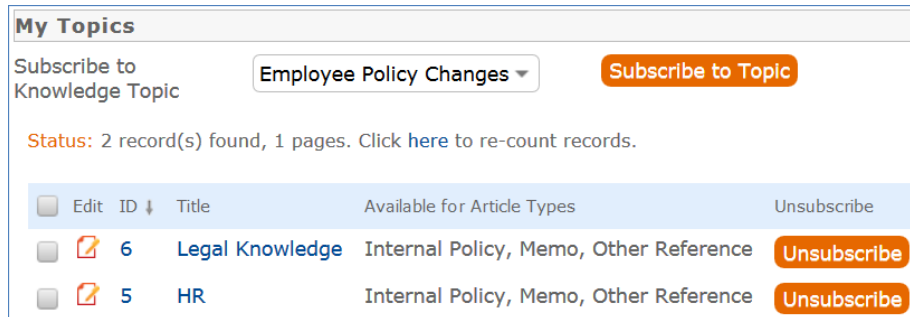 My Topics
Subscribe to
Knowledge Topic
Employee Policy Changes
Subscribe to Topic
Status: 2 record(s) found, 1 pages. Click here to re-count records.
Edit ID Title Available for Article Types Unsubscribe
6 Legal Knowledge Internal Policy, Memo, Other Reference Unsubscribe
5 HR Internal Policy, Memo, Other Reference Unsubscribe